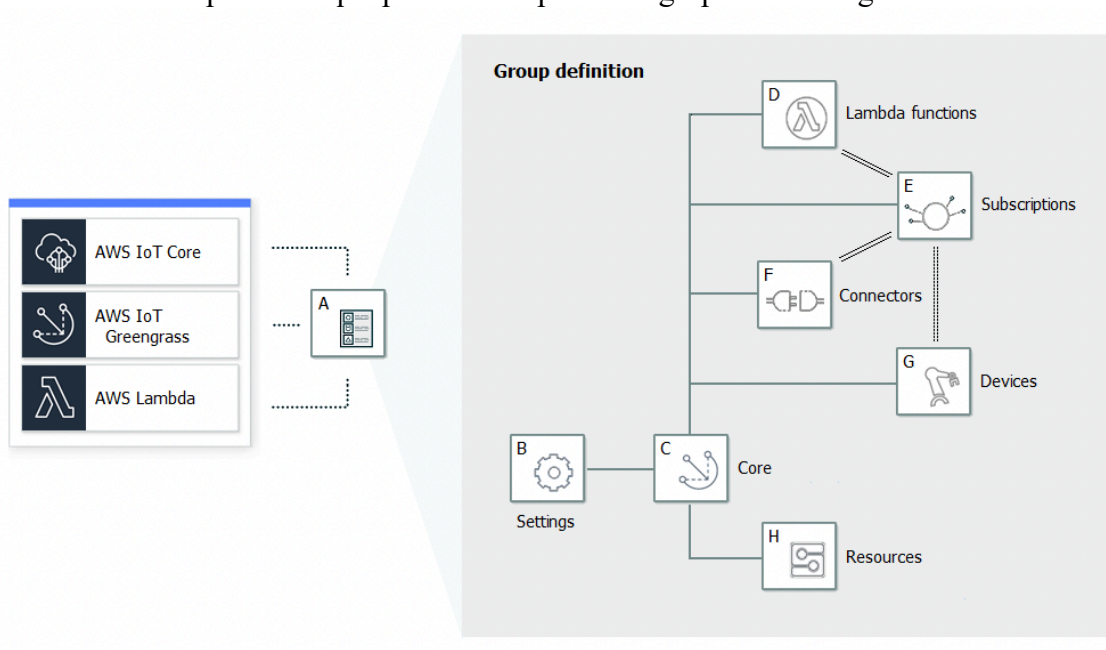 Group definition
D
Lambda functions
E
Subscriptions
AWS IoT Core
F
Connectors
A
AWS IoT
Greengrass
G
Devices
AWS Lambda
B
C
Core
Settings
H
Resources